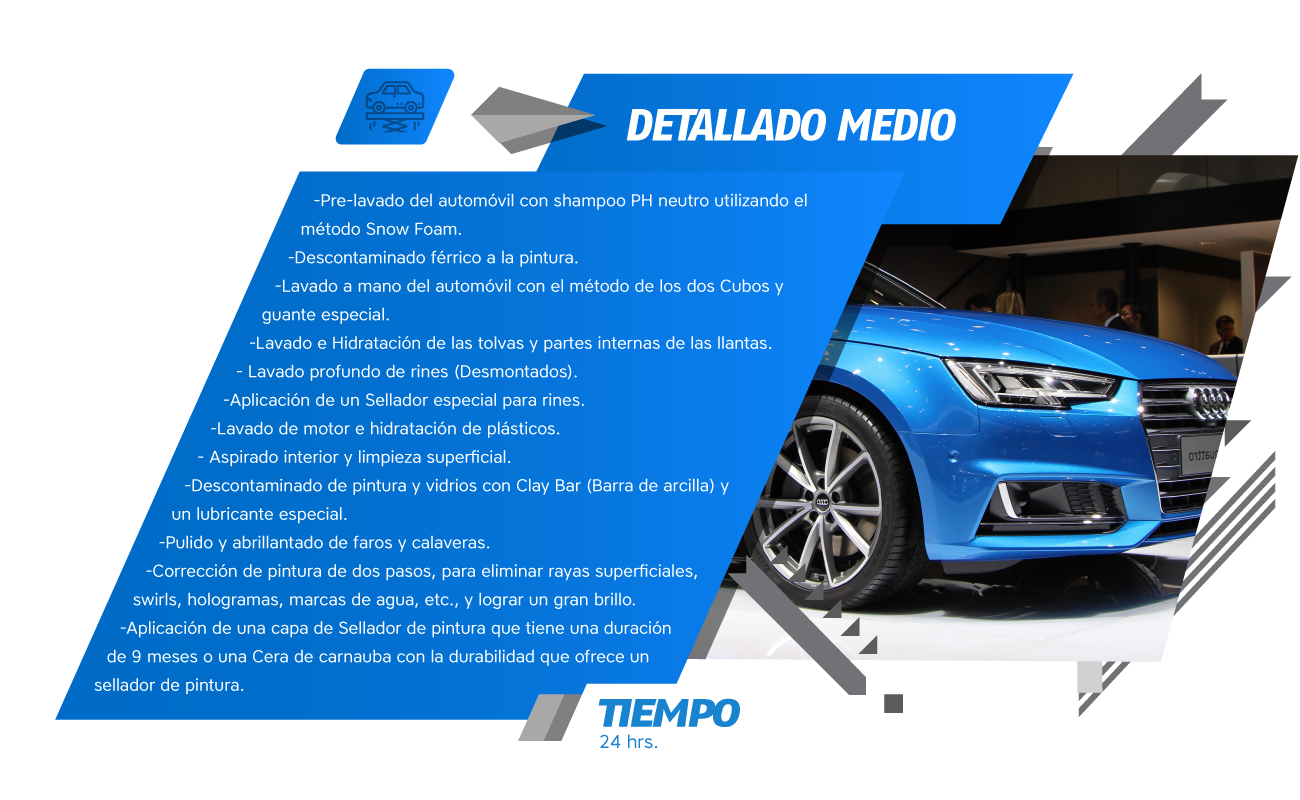 DETALLADO MEDIO
-Pre-lavado del automóvil con shampoo PH neutro utilizando el
método Snow Foam.
-Descontaminado férrico a la pintura.
-Lavado a mano del automóvil con el método de los dos Cubos y
guante especial.
-Lavado e Hidratación de las tolvas y partes internas de las llantas.
- Lavado profundo de rines (Desmontados).
-Aplicación de un Sellador especial para rines.
-Lavado de motor e hidratación de plásticos.
- Aspirado interior y limpieza superficial.
-Descontaminado de pintura y vidrios con Clay Bar (Barra de arcilla) y
un lubricante especial.
-Pulido y abrillantado de faros y calaveras.
-Corrección de pintura de dos pasos, para eliminar rayas superficiales,
swirls, hologramas, marcas de agua, etc., y lograr un gran brillo.
-Aplicación de una capa de Sellador de pintura que tiene una duración
de 9 meses o una Cera de carnauba con la durabilidad que ofrece un
sellador de pintura.
quattro
TIEMPO
24 hrs.